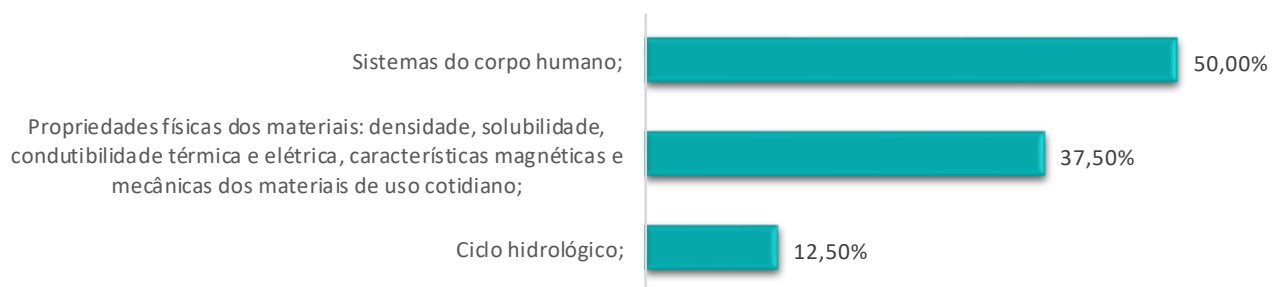 Sistemas do corpo humano;
50,00%
Propriedades físicas dos materiais: densidade, solubilidade,
condutibilidade térmica e elétrica, características magnéticas e
mecânicas dos materiais de uso cotidiano;
37,50%
Ciclo hidrológico;
12,50%